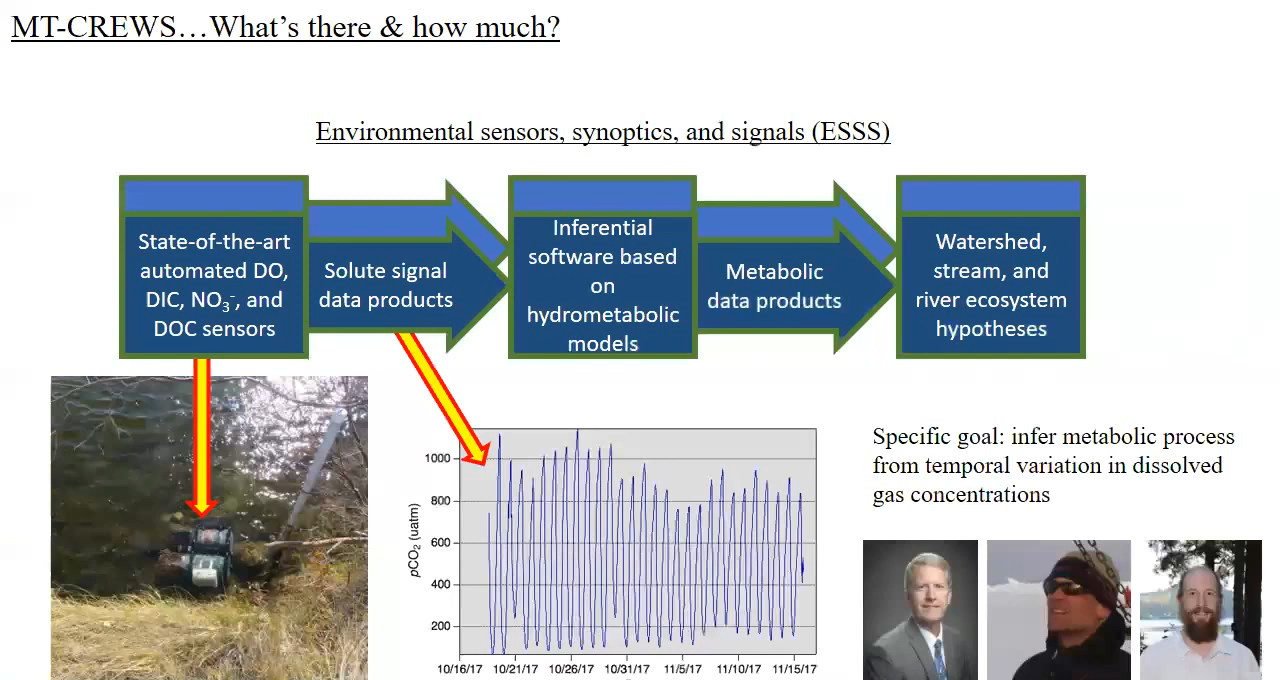 MT-CREWS…What's there & how much?
Environmental sensors, synoptics, and signals (ESSS)
State-of-the-art
automated DO,
DIC, NO₃⁻, and
DOC sensors
Solute signal
data products
Inferential
software based
on
hydrometabolic
models
Metabolic
data products
Watershed,
stream, and
river ecosystem
hypotheses
Specific goal: infer metabolic process
from temporal variation in dissolved
gas concentrations
pCO₂ (uatm)
1000
800
600
400
200
10/16/17 10/21/17 10/26/17 10/31/17 11/5/17 11/10/17 11/15/17